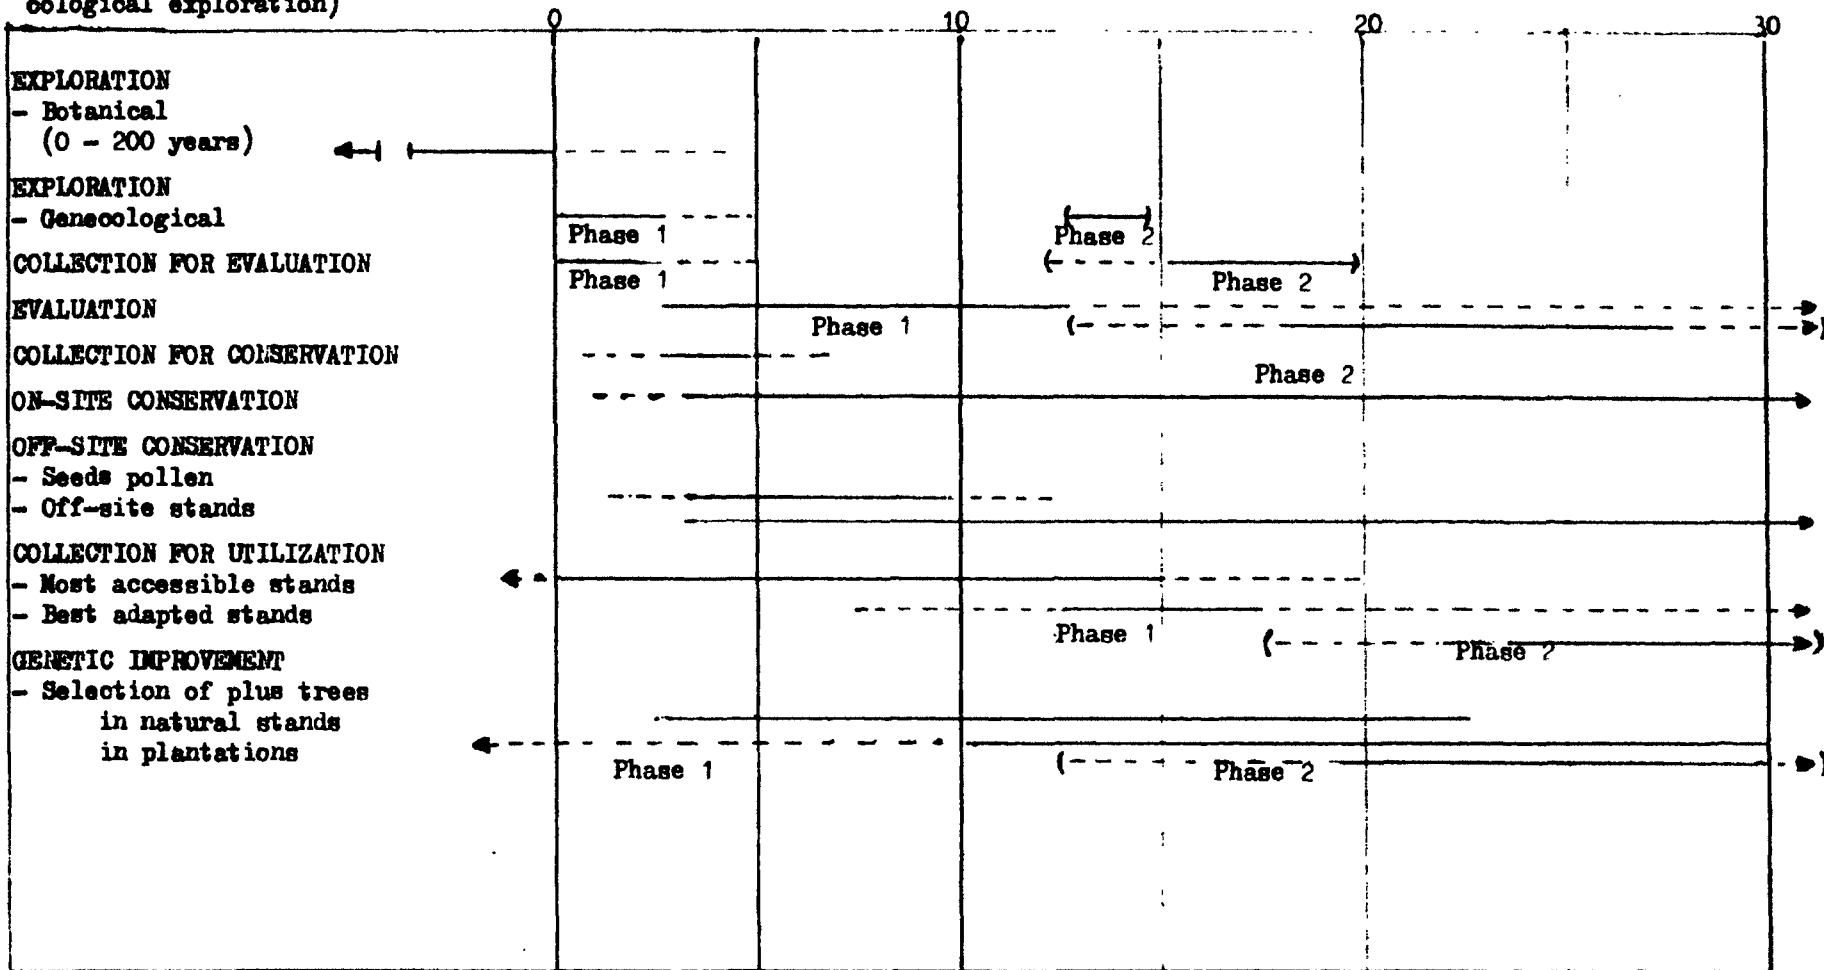 cological exploration)
0 10 20 30
EXPLORATION
- Botanical
(0 - 200 years)
EXPLORATION
- Genecological
Phase 1 Phase 2
COLLECTION FOR EVALUATION
Phase 1 Phase 2
EVALUATION
Phase 1
COLLECTION FOR CONSERVATION
Phase 2
ON-SITE CONSERVATION
OFF-SITE CONSERVATION
- Seeds pollen
- Off-site stands
COLLECTION FOR UTILIZATION
- Most accessible stands
- Best adapted stands
Phase 1
Phase 2
GENETIC IMPROVEMENT
- Selection of plus trees
in natural stands
in plantations
Phase 1 Phase 2